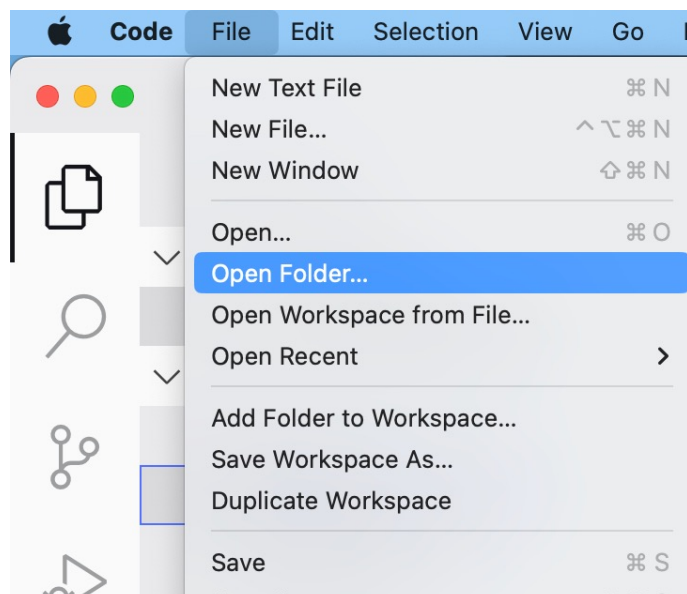 Code File Edit Selection View Go
New Text File ⌘ N
New File... ^ ⌥ ⌘ N
New Window ⇧ ⌘ N
Open... ⌘ O
Open Folder...
Open Workspace from File...
Open Recent
Add Folder to Workspace...
Save Workspace As...
Duplicate Workspace
Save ⌘ S